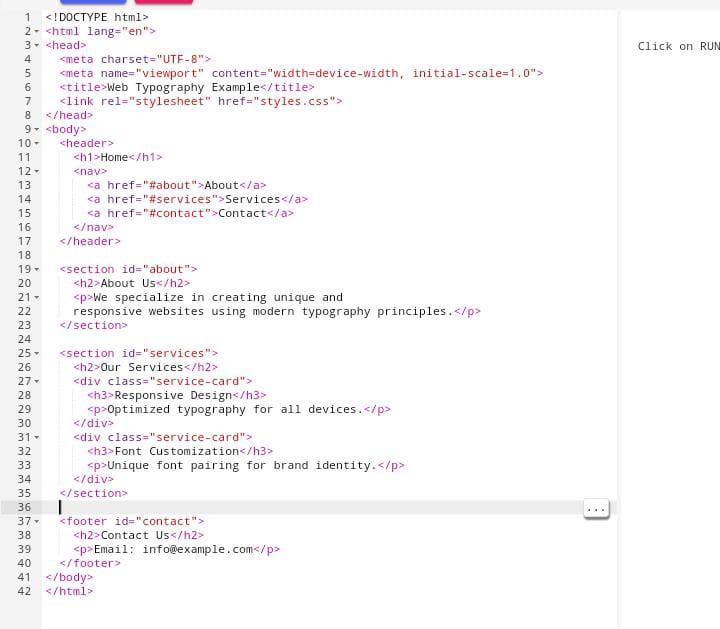 1 <!DOCTYPE html>
2 <html lang="en">
3 <head>
4 <meta charset="UTF-8">
5 <meta name="viewport" content="width=device-width, initial-scale=1.0">
6 <title>Web Typography Example</title>
7 <link rel="stylesheet" href="styles.css">
8 </head>
9 <body>
10 <header>
11 <h1>Home</h1>
12 <nav>
13 <a href="#about">About</a>
14 <a href="#services">Services</a>
15 <a href="#contact">Contact</a>
16 </nav>
17 </header>
18
19 <section id="about">
20 <h2>About Us</h2>
21 <p>We specialize in creating unique and
22 responsive websites using modern typography principles.</p>
23 </section>
24
25 <section id="services">
26 <h2>Our Services</h2>
27 <div class="service-card">
28 <h3>Responsive Design</h3>
29 <p>Optimized typography for all devices.</p>
30 </div>
31 <div class="service-card">
32 <h3>Font Customization</h3>
33 <p>Unique font pairing for brand identity.</p>
34 </div>
35 </section>
36 ...
37 <footer id="contact">
38 <h2>Contact Us</h2>
39 <p>Email: info@example.com</p>
40 </footer>
41 </body>
42 </html>
Click on RUN